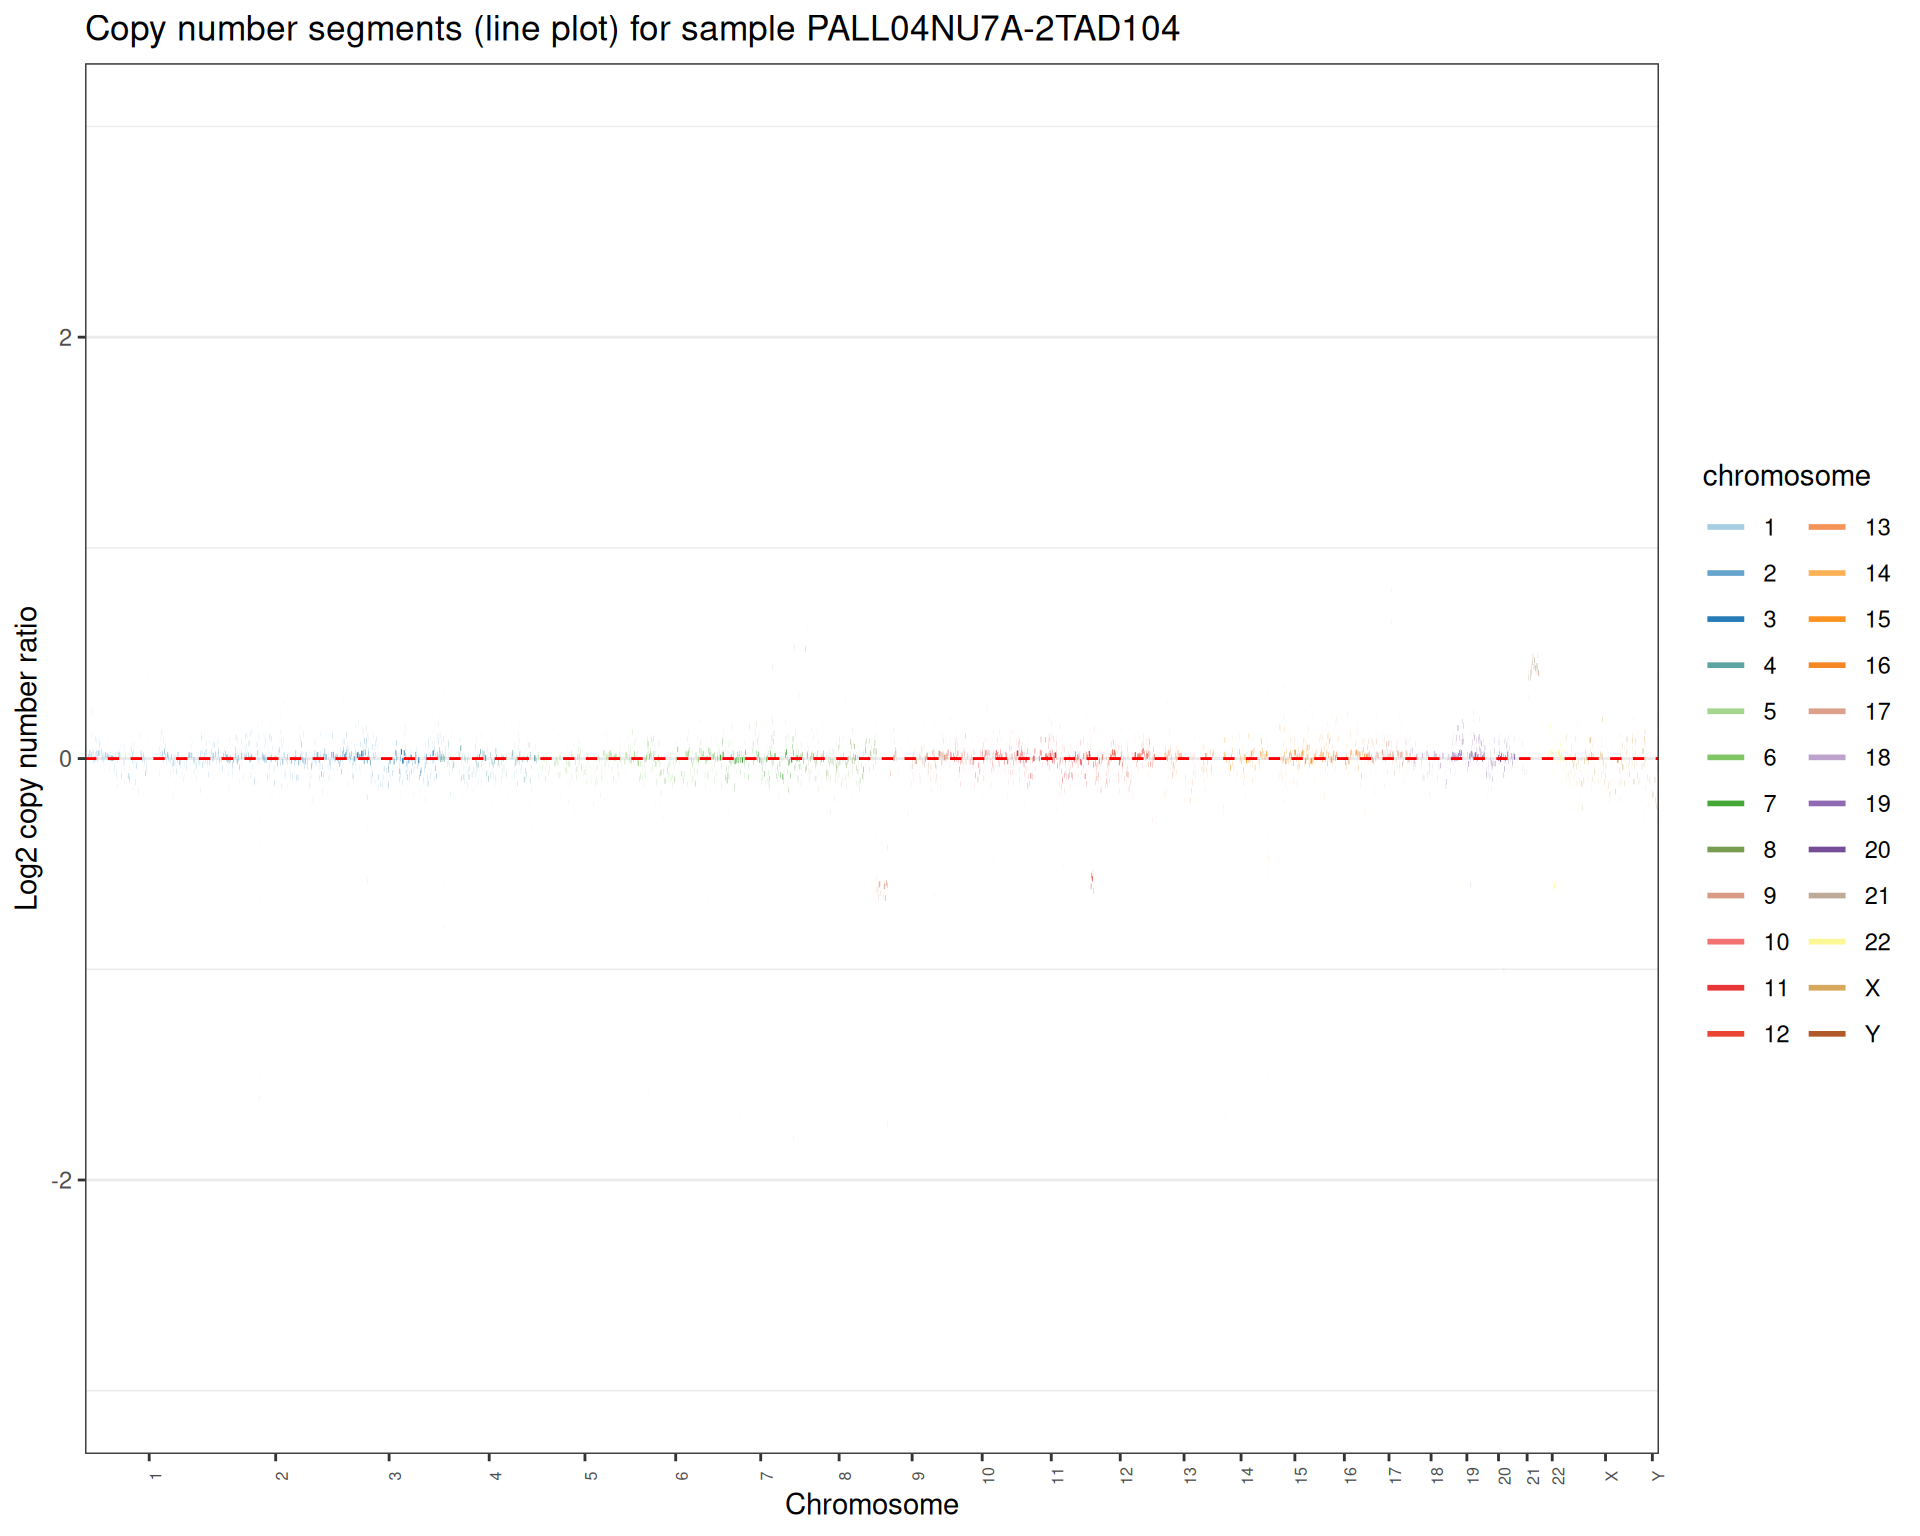 Copy number segments (line plot) for sample PALL04NU7A-2TAD104
Log2 copy number ratio
2
0
-2
1 2 3 4 5 6 7 8 9 10 11 12 13 14 15 16 17 18 19 20 21 22 X Y
Chromosome
chromosome
1 13
2 14
3 15
4 16
5 17
6 18
7 19
8 20
9 21
10 22
11 X
12 Y